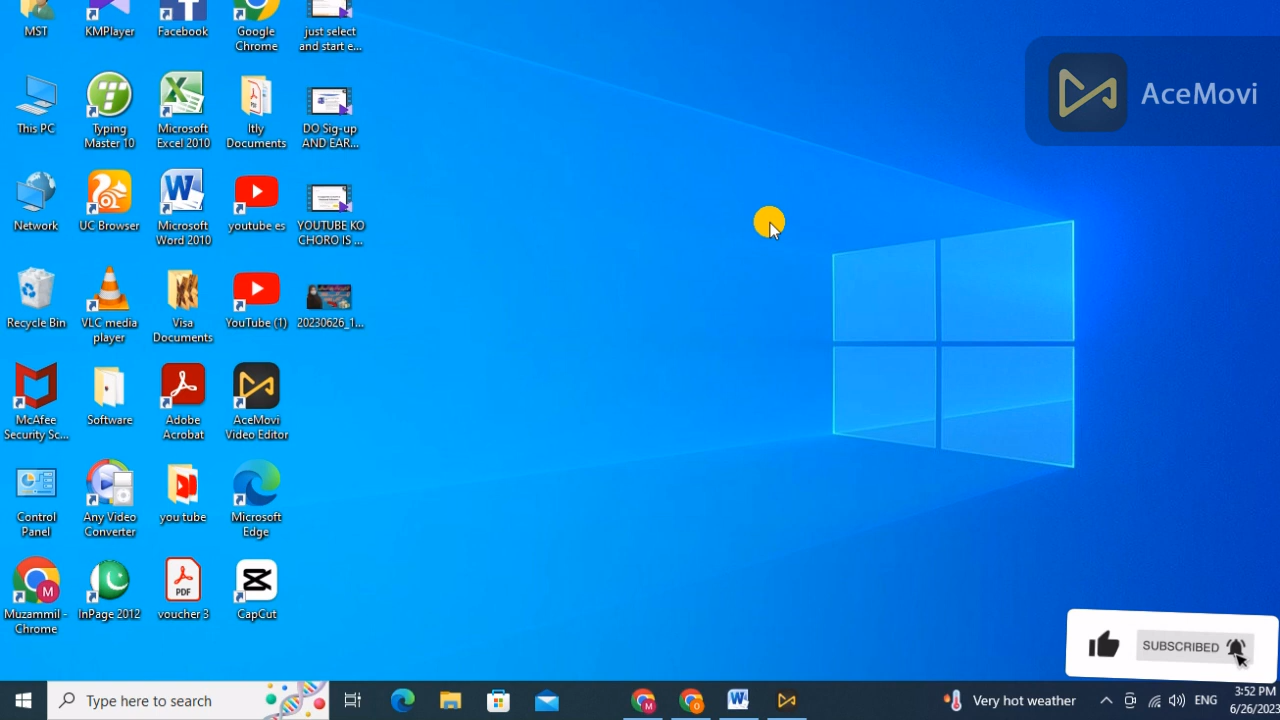 MST
KMPlayer
Facebook
Google
Chrome
just select
and start e...
This PC
Typing
Master 10
Microsoft
Excel 2010
Itly
Documents
DO Sig-up
AND EAR...
Network
UC Browser
Microsoft
Word 2010
youtube es
YOUTUBE KO
CHORO IS ...
Recycle Bin
VLC media
player
Visa
Documents
YouTube (1)
20230626_1...
McAfee
Security Sc...
Software
Adobe
Acrobat
AceMovi
Video Editor
Control
Panel
Any Video
Converter
you tube
Microsoft
Edge
Muzammil -
Chrome
InPage 2012
PDF
voucher 3
CapCut
AceMovi
SUBSCRIBED
Type here to search
Very hot weather
ENG
3:52 PM
6/26/2023